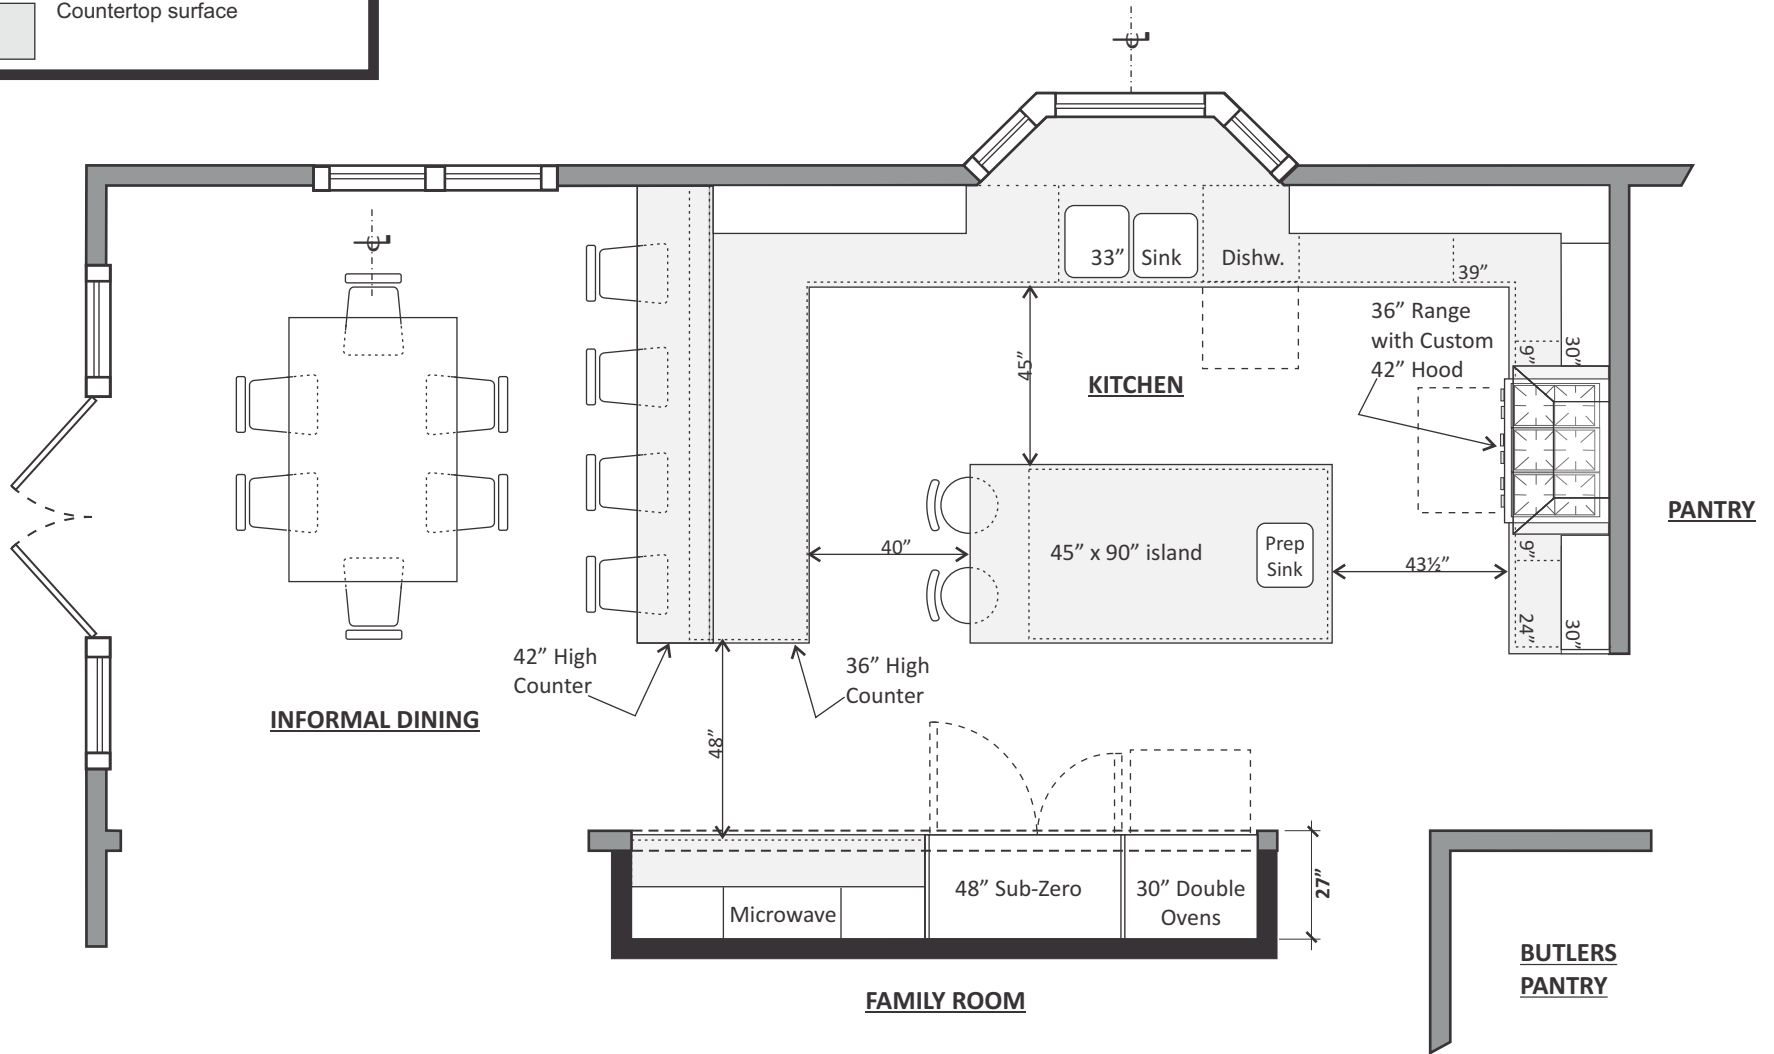 Countertop surface
33” Sink Dishw.
39”
36” Range
with Custom
42” Hood
9” 30”
45”
KITCHEN
PANTRY
40”
45” x 90” island
Prep
Sink
43½”
9”
24” 30”
42” High
Counter
36” High
Counter
INFORMAL DINING
48”
48” Sub-Zero
30” Double
Ovens
27”
Microwave
BUTLERS
PANTRY
FAMILY ROOM